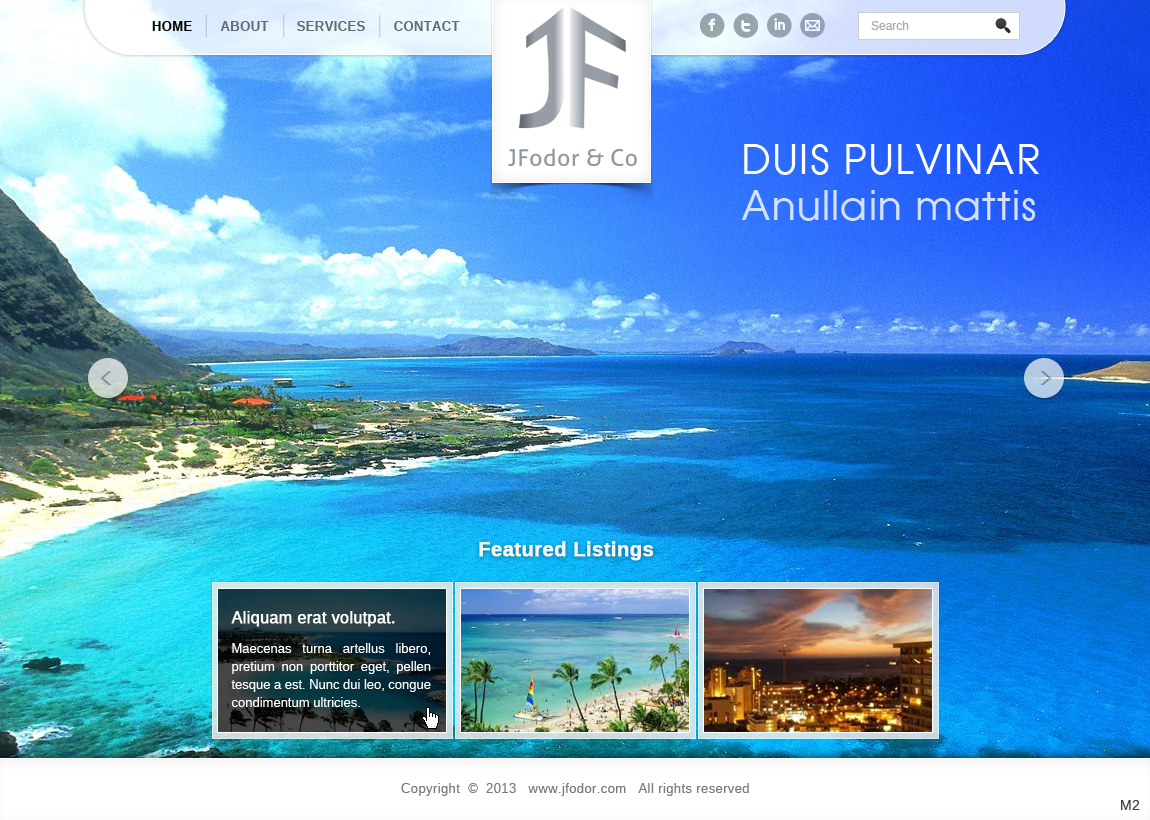 HOME ABOUT SERVICES CONTACT
Search
JF
JFodor & Co
DUIS PULVINAR
Anullain mattis
Featured Listings
Aliquam erat volutpat.
Maecenas turna artellus libero,
pretium non porttitor eget, pellen
tesque a est. Nunc dui leo, congue
condimentum ultricies.
Copyright © 2013 www.jfodor.com All rights reserved
M2